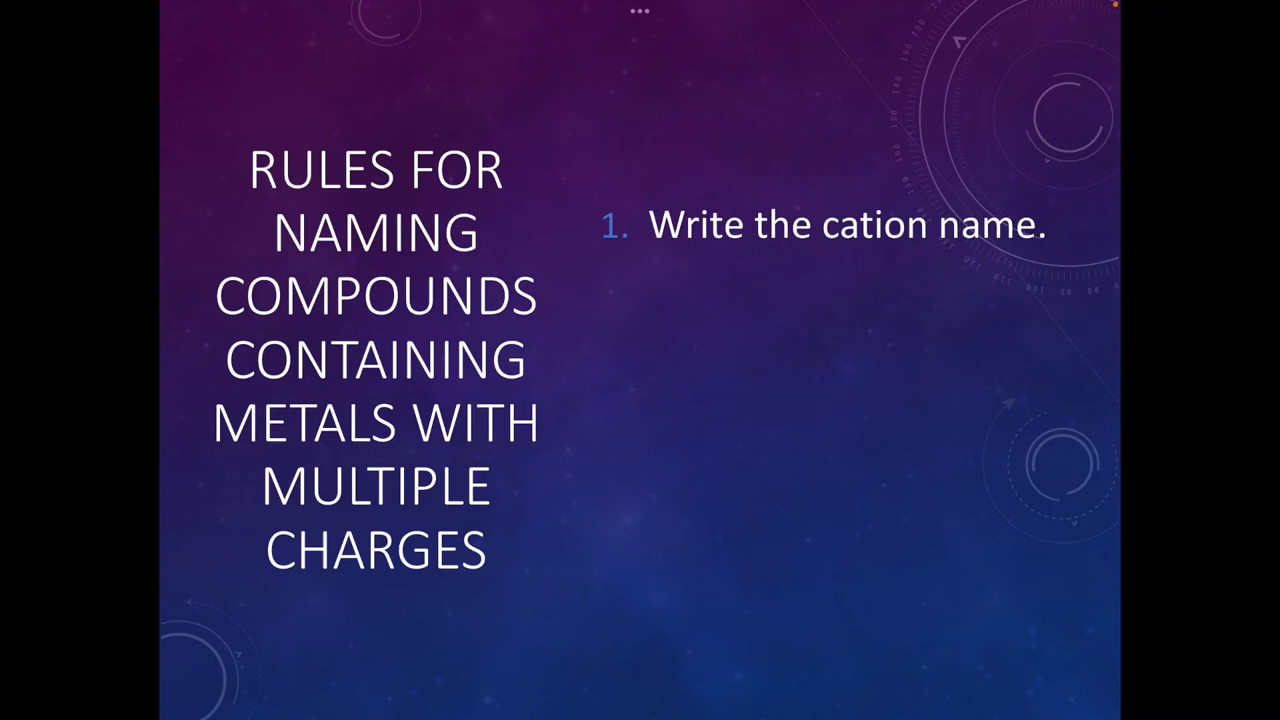 RULES FOR
NAMING
COMPOUNDS
CONTAINING
METALS WITH
MULTIPLE
CHARGES
1. Write the cation name.